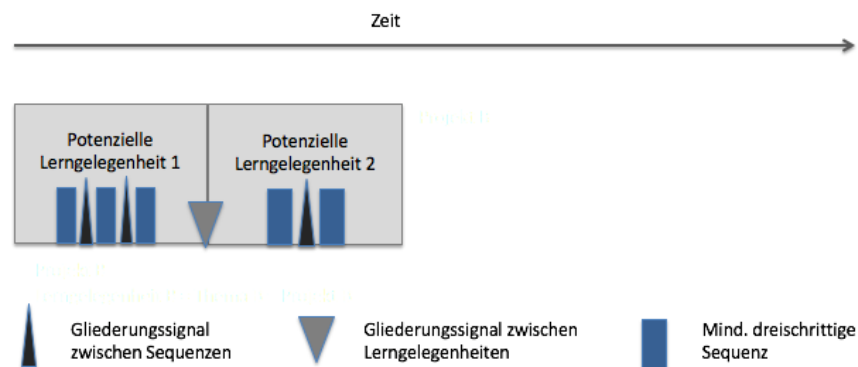 Zeit
Potenzielle
Lerngelegenheit 1
Potenzielle
Lerngelegenheit 2
Gliederungssignal
zwischen Sequenzen
Gliederungssignal zwischen
Lerngelegenheiten
Mind. dreischrittige
Sequenz